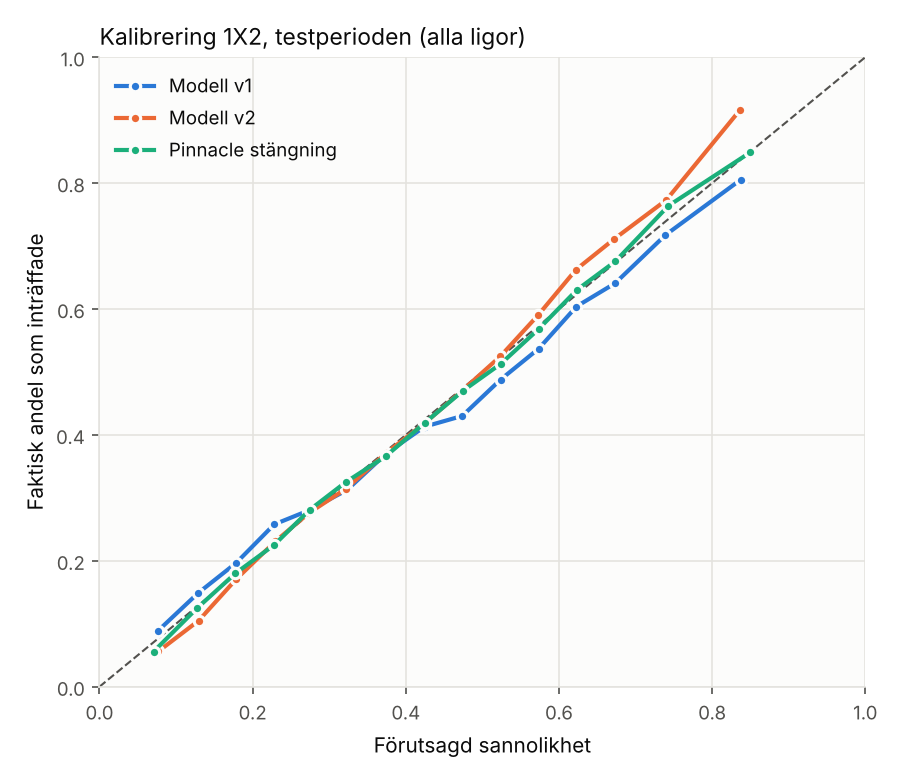 Kalibrering 1X2, testperioden (alla ligor)
Modell v1
Modell v2
Pinnacle stängning
Faktisk andel som inträffade
1.0
0.8
0.6
0.4
0.2
0.0
0.0 0.2 0.4 0.6 0.8 1.0
Förutsagd sannolikhet